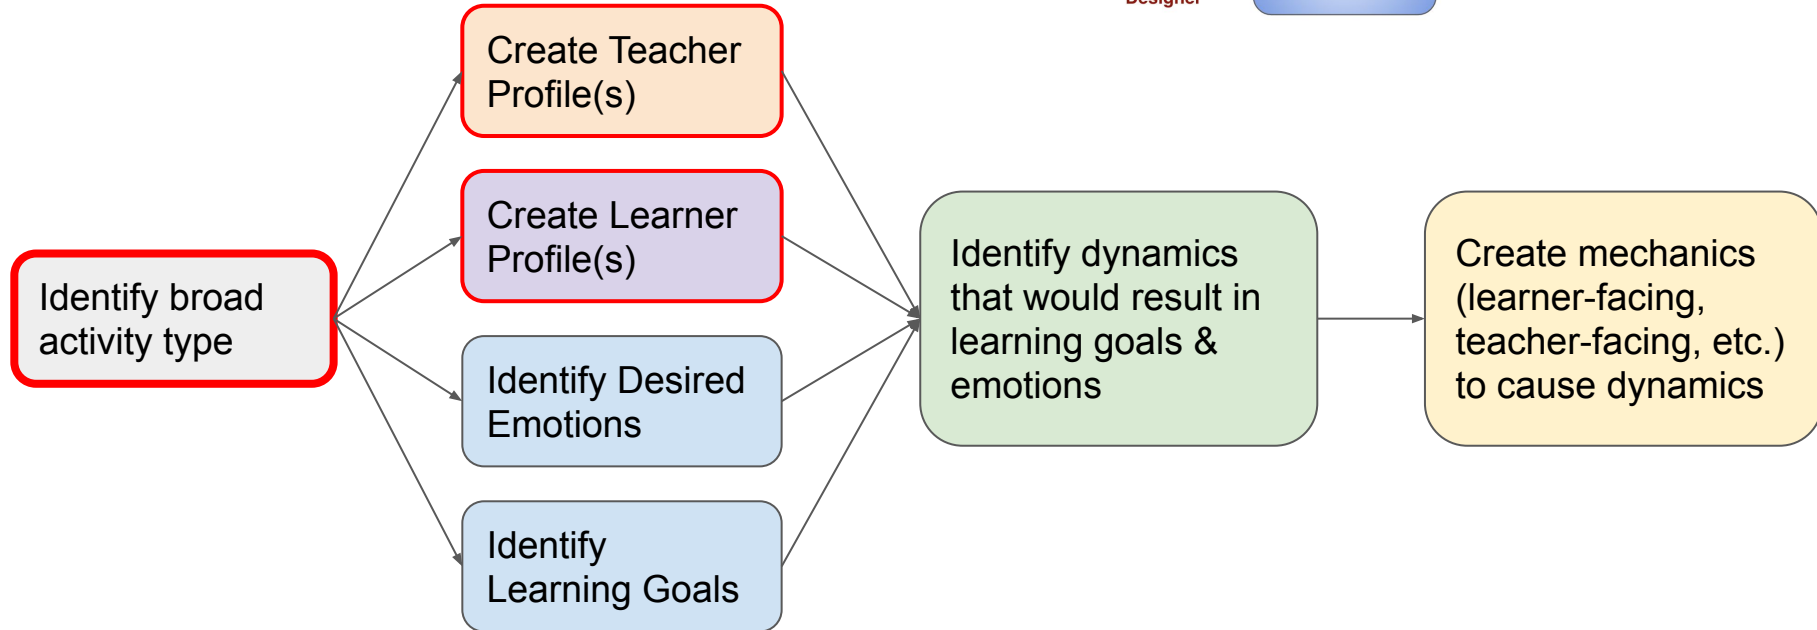 Designer
Create Teacher
Profile(s)
Create Learner
Profile(s)
Identify broad
activity type
Identify Desired
Emotions
Identify
Learning Goals
Identify dynamics
that would result in
learning goals &
emotions
Create mechanics
(learner-facing,
teacher-facing, etc.)
to cause dynamics